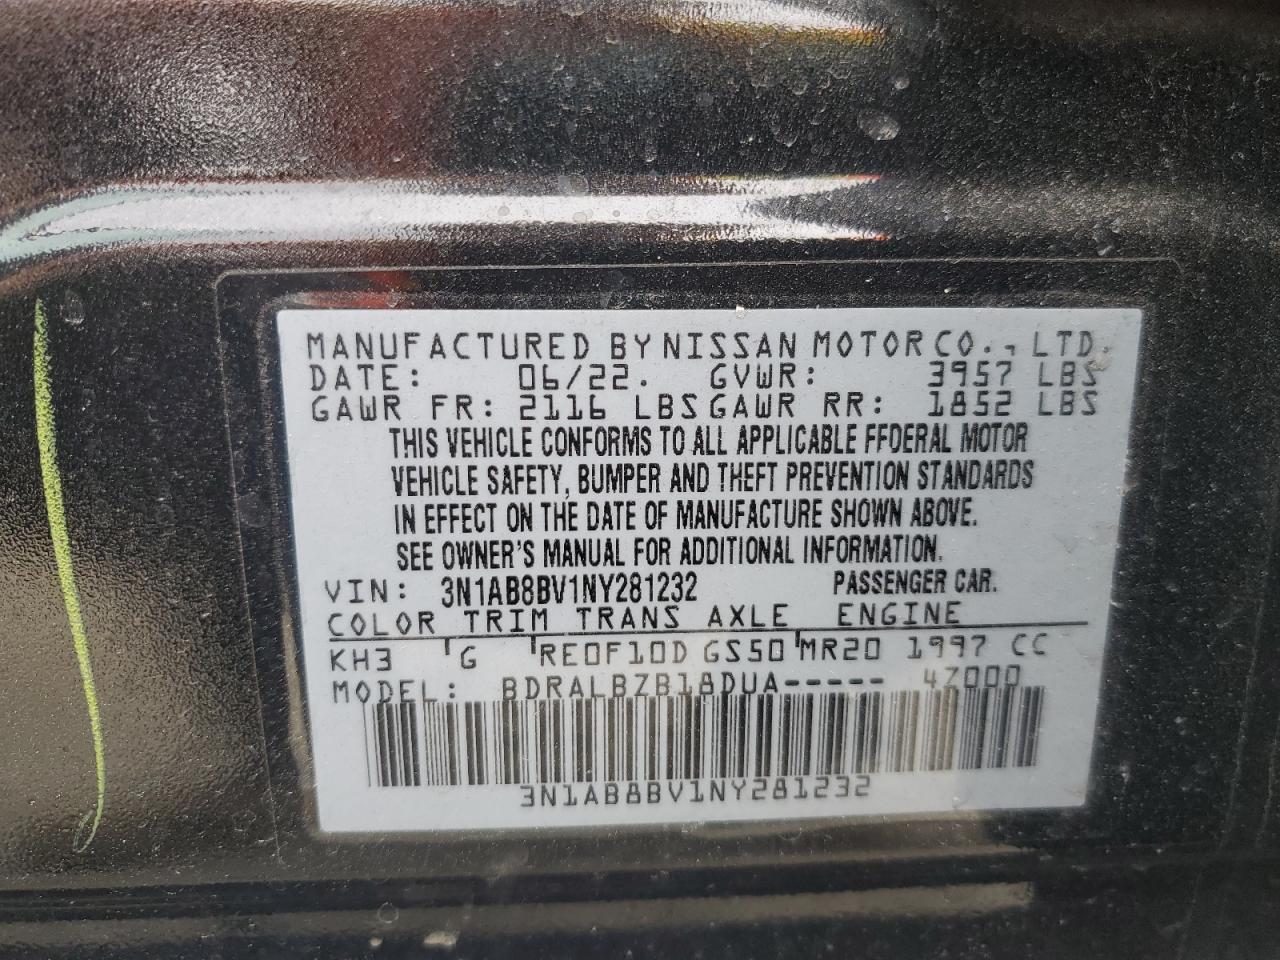 MANUFACTURED BY NISSAN MOTOR CO., LTD.
DATE: 06/22. GVWR: 3957 LBS
GAWR FR: 2116 LBS GAWR RR: 1852 LBS
THIS VEHICLE CONFORMS TO ALL APPLICABLE FFDERAL MOTOR
VEHICLE SAFETY, BUMPER AND THEFT PREVENTION STANDARDS
IN EFFECT ON THE DATE OF MANUFACTURE SHOWN ABOVE.
SEE OWNER'S MANUAL FOR ADDITIONAL INFORMATION.
VIN: 3N1AB8BV1NY281232 PASSENGER CAR.
COLOR TRIM TRANS AXLE ENGINE
KH3 G RE0F10D GS50 MR20 1997 CC
MODEL: BDRALBZB18DUA----- 4Z000
3N1AB8BV1NY281232